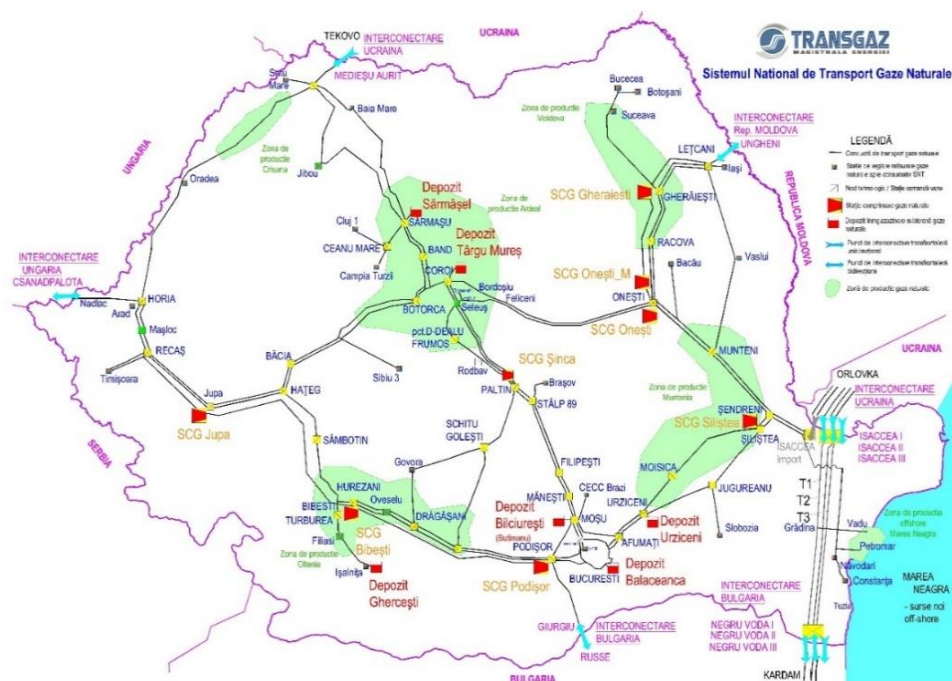 TRANSGAZ
MAGISTRALA ENERGIEI
Sistemul National de Transport Gaze Naturale
TEKOVO
INTERCONECTARE
UCRAINA
MEDIEŞU AURIT
UCRAINA
UNGARIA
Satu
Mare
Baia Mare
Zona de
productie
Crisana
Jibou
Oradea
Bucecea
Botoşani
Suceava
Zona de productie
Moldova
INTERCONECTARE
Rep. MOLDOVA
UNGHENI
LEŢCANI
Iaşi
SCG Gheraiesti
GHERĂIEŞTI
REPUBLICA MOLDOVA
RACOVA
Bacău
Vaslui
SCG Oneşti_M
ONEŞTI
SCG Oneşti
LEGENDĂ
Depozit
Sărmăşel
Zona de
productie Ardeal
SĂRMAŞU
Cluj 1
CEANU MARE
Campia Turzii
BAND
Depozit
Târgu Mureş
COROI
Bordoşiu
Feliceni
Seleuş
BOTORCA
pct.D-DEALU
FRUMOS
Rodbav
INTERCONECTARE
UNGARIA
CSANADPALOTA
Nadlac
HORIA
Arad
Maşloc
RECAŞ
Timişoara
BĂCIA
HAŢEG
Jupa
SCG Jupa
Sibiu 3
SCG Şinca
PALTIN
Braşov
STÂLP 89
MUNTENI
Zona de productie
Muntenia
ŞENDRENI
SCG Siliştea
SILIŞTEA
UCRAINA
ORLOVKA
INTERCONECTARE
UCRAINA
ISACCEA
Import
ISACCEA I
ISACCEA II
ISACCEA III
SERBIA
SÂMBOTIN
SCHITU
GOLEŞTI
Govora
FILIPEŞTI
MOISICA
JUGUREANU
HUREZANI
BIBESTI
Oveselu
TURBUREA
Filiasi
DRĂGĂŞANI
SCG
Bibeşti
Zona de productie
Oltenia
Işalniţa
Depozit
Gherceşti
MĂNEŞTI
CECC Brazi
Depozit
Bilciureşti
(Butimanu)
MOŞU
URZICENI
Depozit
Urziceni
Slobozia
PODIŞOR
SCG Podişor
AFUMAŢI
BUCURESTI
Depozit
Balaceanca
T1
T2
T3
Grădina
Zona de productie
offshore
Marea Neagra
Vadu
Petromar
Năvodari
Constanţa
MAREA
NEAGRA
- surse noi
off-shore
INTERCONECTARE
BULGARIA
NEGRU VODA I
NEGRU VODA II
NEGRU VODA III
KARDAM
GIURGIU
INTERCONECTARE
BULGARIA
RUSSE
BULGARIA